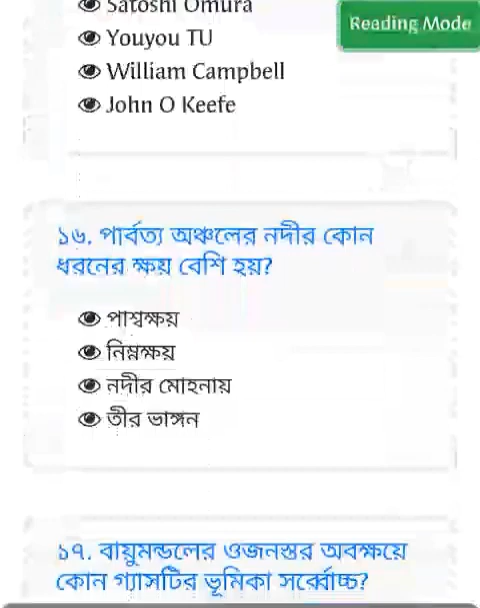 Satoshi Omura
Reading Mode
Youyou TU
William Campbell
John O Keefe
১৬. পার্বত্য অঞ্চলের নদীর কোন
ধরনের ক্ষয় বেশি হয়?
পাশ্বক্ষয়
নিম্নক্ষয়
নদীর মোহনায়
তীর ভাঙ্গন
১৭. বায়ুমন্ডলের ওজনস্তর অবক্ষয়ে
কোন গ্যাসটির ভূমিকা সর্ব্বোচ্চ?